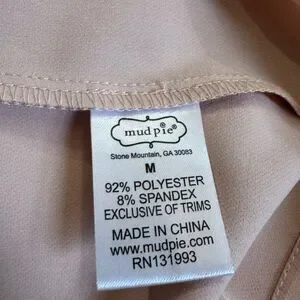 mud pie®
Stone Mountain, GA 30083
M
92% POLYESTER
8% SPANDEX
EXCLUSIVE OF TRIMS
MADE IN CHINA
www.mudpie.com
RN131993